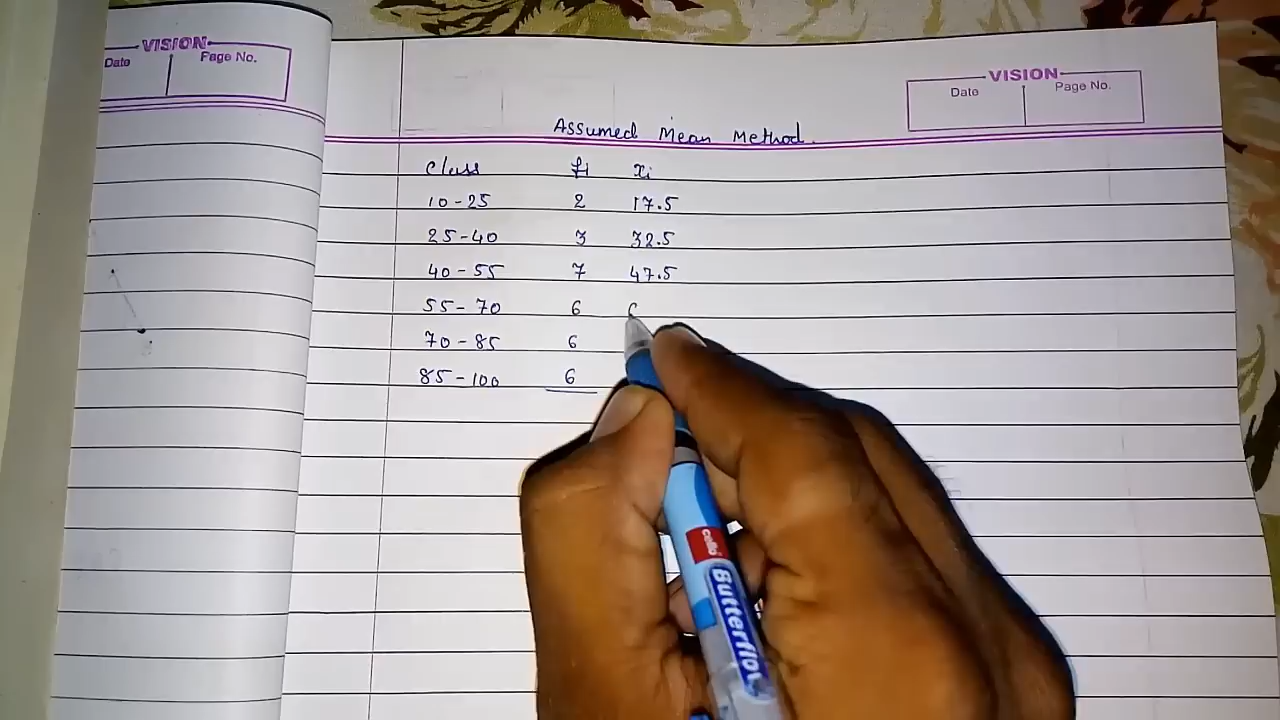 VISION
Date
Page No.
VISION
Date
Page No.
Assumed Mean Method.
Class fi xi
10-25 2 17.5
25-40 3 32.5
40-55 7 47.5
55-70 6
70-85 6
85-100 6
cello
Butterflow